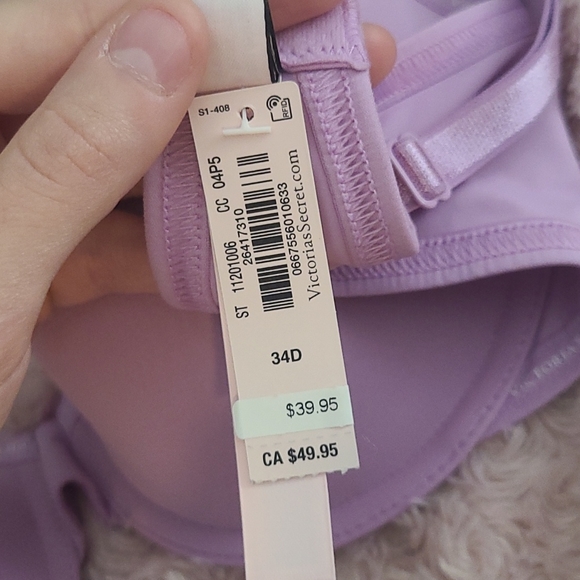 S1-408
RFID
ST 11201006 CC 04P5
26417310
0667556010633
VictoriasSecret.com
34D
$39.95
CA $49.95